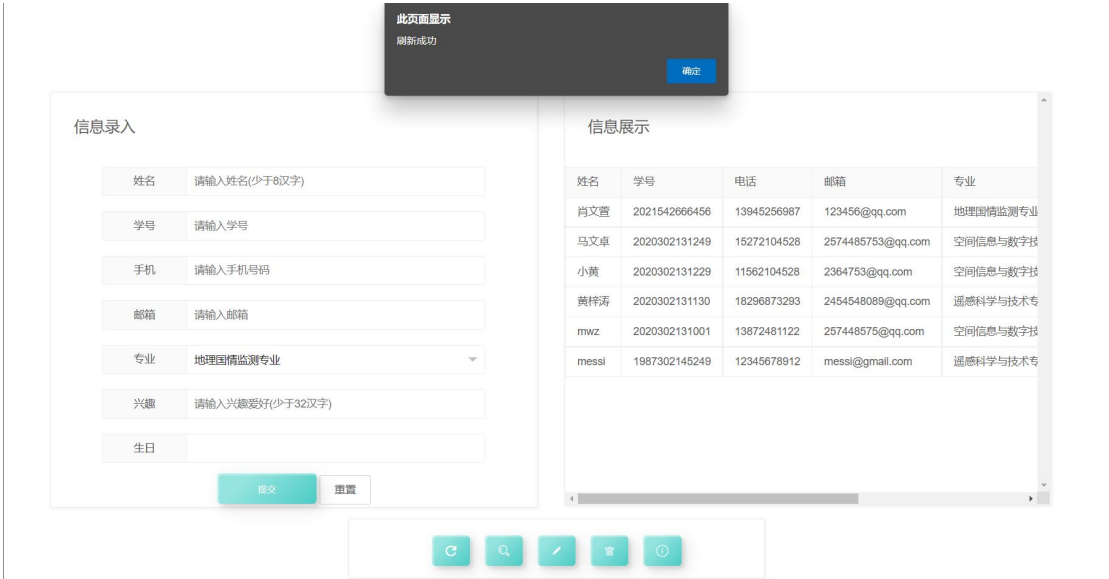 此页面显示
刷新成功
确定
信息录入
姓名 请输入姓名(少于8汉字)
学号 请输入学号
手机 请输入手机号码
邮箱 请输入邮箱
专业 地理国情监测专业
兴趣 请输入兴趣爱好(少于32汉字)
生日
提交 重置
信息展示
姓名 学号 电话 邮箱 专业
肖文萱 2021542666456 13945256987 123456@qq.com 地理国情监测专业
马文卓 2020302131249 15272104528 2574485753@qq.com 空间信息与数字技
小黄 2020302131229 11562104528 2364753@qq.com 空间信息与数字技
黄梓涛 2020302131130 18296873293 2454548089@qq.com 遥感科学与技术专
mwz 2020302131001 13872481122 257448575@qq.com 空间信息与数字技
messi 1987302145249 12345678912 messi@gmail.com 遥感科学与技术专